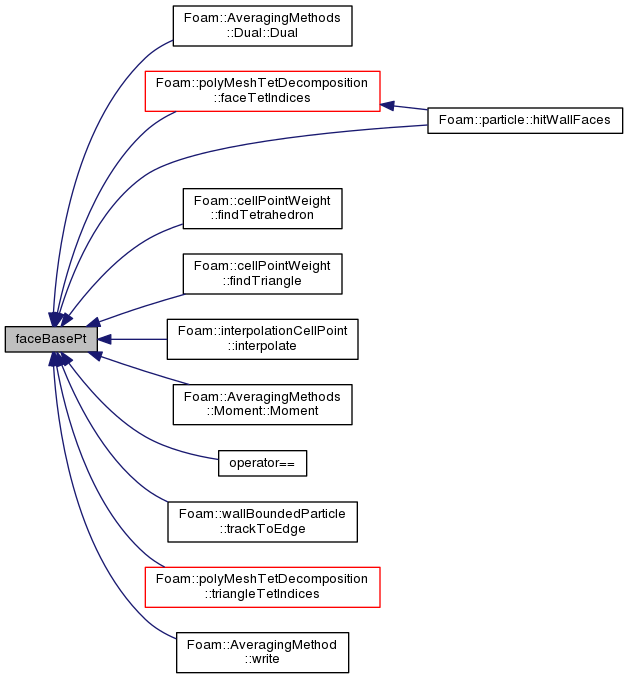 Foam::AveragingMethods
::Dual::Dual
Foam::polyMeshTetDecomposition
::faceTetIndices
Foam::particle::hitWallFaces
Foam::cellPointWeight
::findTetrahedron
Foam::cellPointWeight
::findTriangle
faceBasePt
Foam::interpolationCellPoint
::interpolate
Foam::AveragingMethods
::Moment::Moment
operator==
Foam::wallBoundedParticle
::trackToEdge
Foam::polyMeshTetDecomposition
::triangleTetIndices
Foam::AveragingMethod
::write